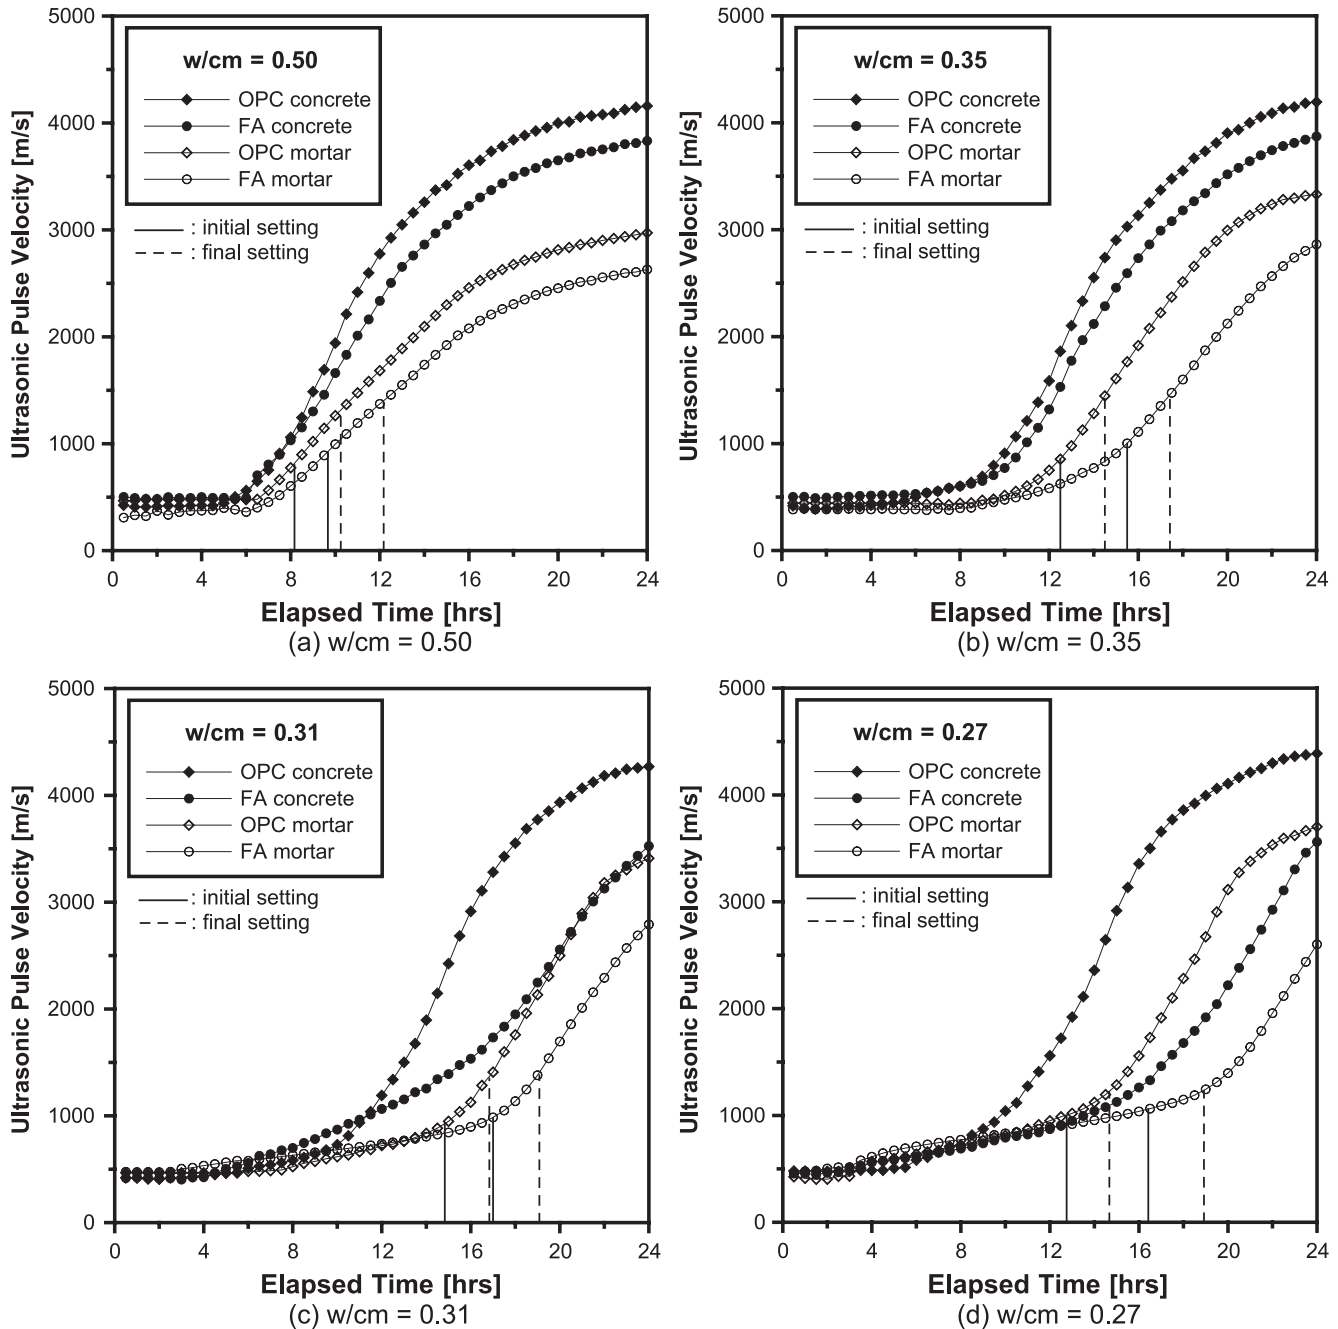 5000
4000
3000
2000
1000
0
Ultrasonic Pulse Velocity [m/s]
w/cm = 0.50
OPC concrete
FA concrete
OPC mortar
FA mortar
: initial setting
: final setting
0 4 8 12 16 20 24
Elapsed Time [hrs]
(a) w/cm = 0.50
5000
4000
3000
2000
1000
0
Ultrasonic Pulse Velocity [m/s]
w/cm = 0.35
OPC concrete
FA concrete
OPC mortar
FA mortar
: initial setting
: final setting
0 4 8 12 16 20 24
Elapsed Time [hrs]
(b) w/cm = 0.35
5000
4000
3000
2000
1000
0
Ultrasonic Pulse Velocity [m/s]
w/cm = 0.31
OPC concrete
FA concrete
OPC mortar
FA mortar
: initial setting
: final setting
0 4 8 12 16 20 24
Elapsed Time [hrs]
(c) w/cm = 0.31
5000
4000
3000
2000
1000
0
Ultrasonic Pulse Velocity [m/s]
w/cm = 0.27
OPC concrete
FA concrete
OPC mortar
FA mortar
: initial setting
: final setting
0 4 8 12 16 20 24
Elapsed Time [hrs]
(d) w/cm = 0.27